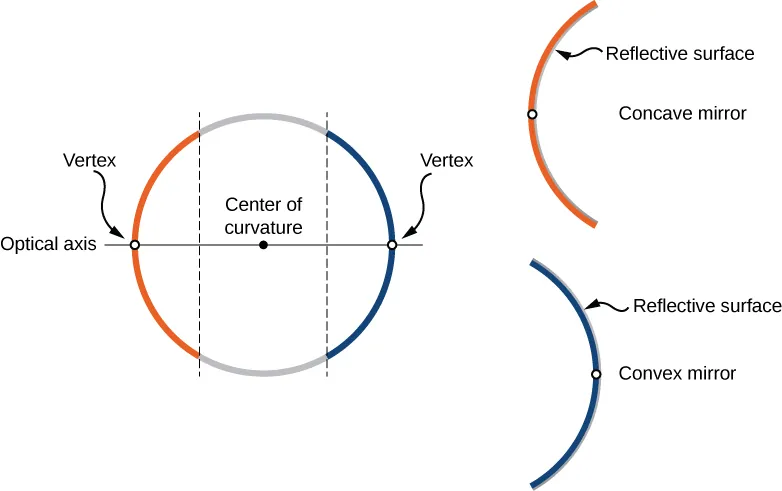 Vertex
Vertex
Center of
curvature
Optical axis
Reflective surface
Concave mirror
Reflective surface
Convex mirror